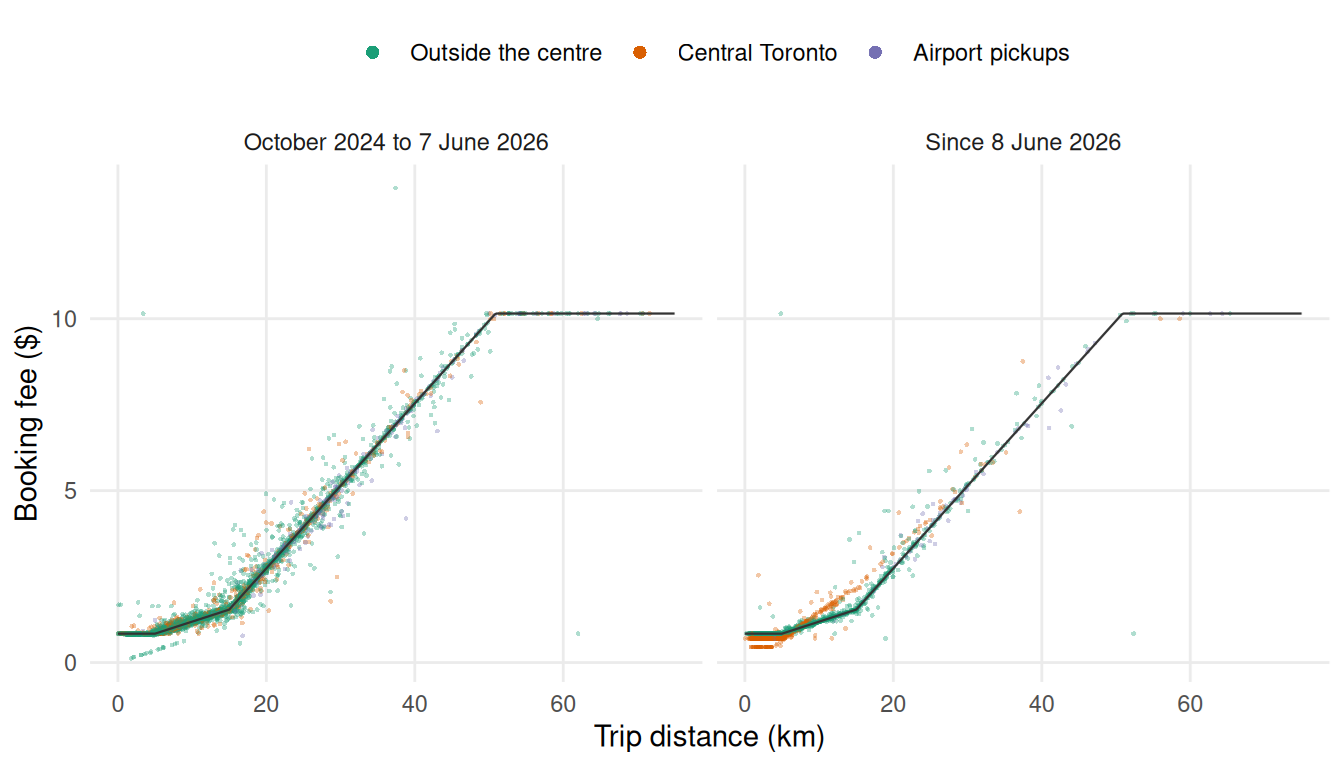 Outside the centre Central Toronto Airport pickups
October 2024 to 7 June 2026 Since 8 June 2026
10
5
0
0 20 40 60 0 20 40 60
Booking fee ($)
Trip distance (km)